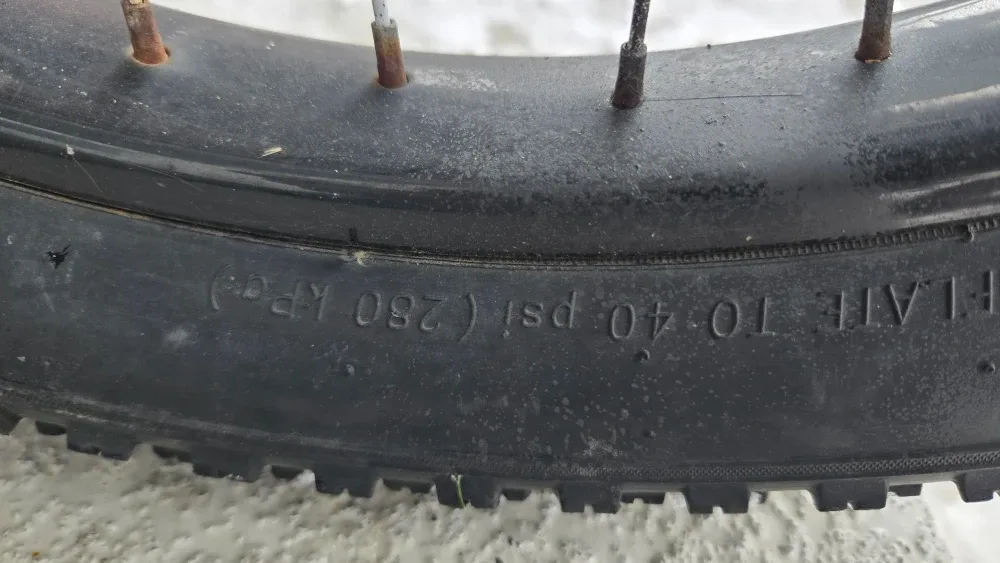 FLATE TO 40 psi (280 kPa)